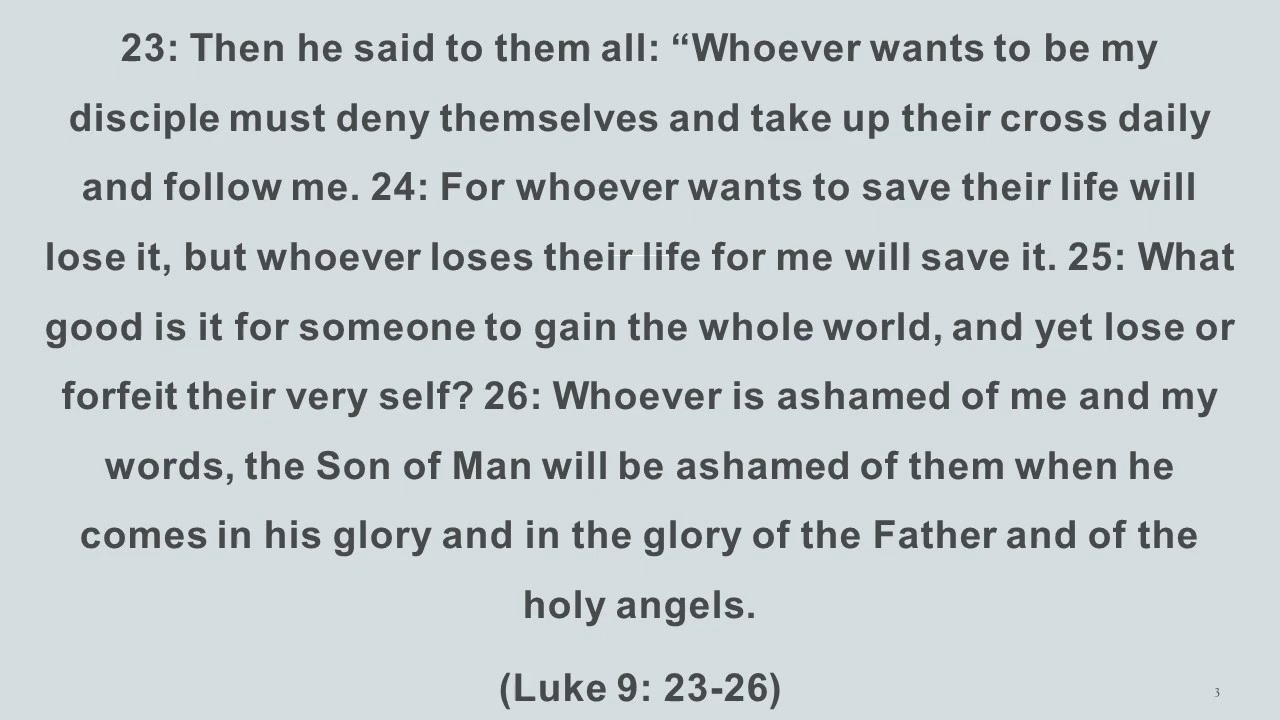 23: Then he said to them all: “Whoever wants to be my
disciple must deny themselves and take up their cross daily
and follow me. 24: For whoever wants to save their life will
lose it, but whoever loses their life for me will save it. 25: What
good is it for someone to gain the whole world, and yet lose or
forfeit their very self? 26: Whoever is ashamed of me and my
words, the Son of Man will be ashamed of them when he
comes in his glory and in the glory of the Father and of the
holy angels.
(Luke 9: 23-26)
3